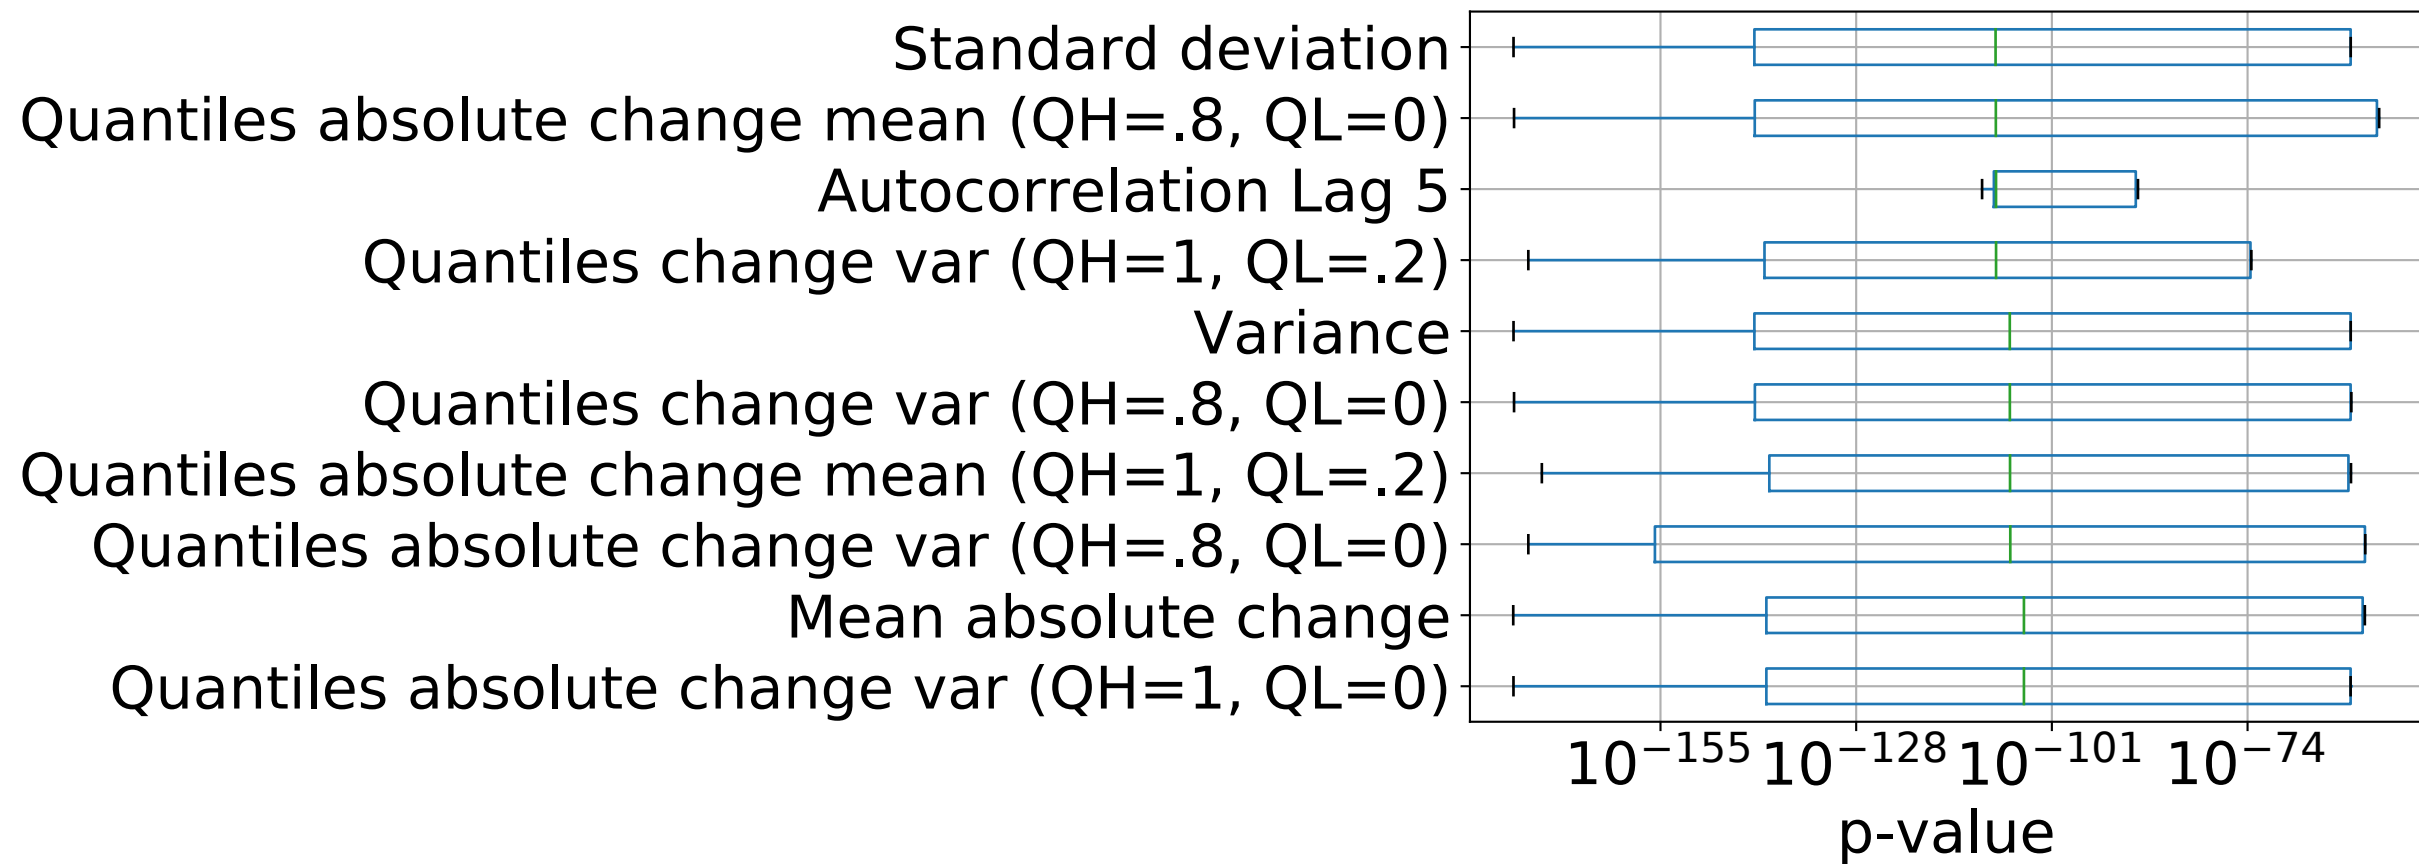 Standard deviation
Quantiles absolute change mean (QH=.8, QL=0)
Autocorrelation Lag 5
Quantiles change var (QH=1, QL=.2)
Variance
Quantiles change var (QH=.8, QL=0)
Quantiles absolute change mean (QH=1, QL=.2)
Quantiles absolute change var (QH=.8, QL=0)
Mean absolute change
Quantiles absolute change var (QH=1, QL=0)
10⁻¹⁵⁵ 10⁻¹²⁸ 10⁻¹⁰¹ 10⁻⁷⁴
p-value